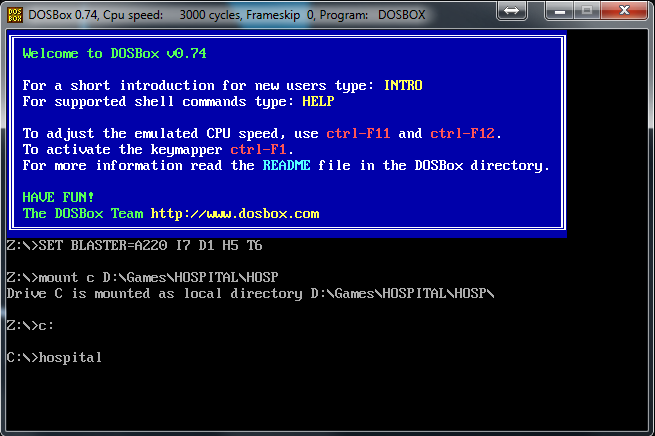 DOSBox 0.74, Cpu speed: 3000 cycles, Frameskip 0, Program: DOSBOX
Welcome to DOSBox v0.74
For a short introduction for new users type: INTRO
For supported shell commands type: HELP
To adjust the emulated CPU speed, use ctrl-F11 and ctrl-F12.
To activate the keymapper ctrl-F1.
For more information read the README file in the DOSBox directory.
HAVE FUN!
The DOSBox Team http://www.dosbox.com
Z:\>SET BLASTER=A220 I7 D1 H5 T6
Z:\>mount c D:\Games\HOSPITAL\HOSP
Drive C is mounted as local directory D:\Games\HOSPITAL\HOSP\
Z:\>c:
C:\>hospital